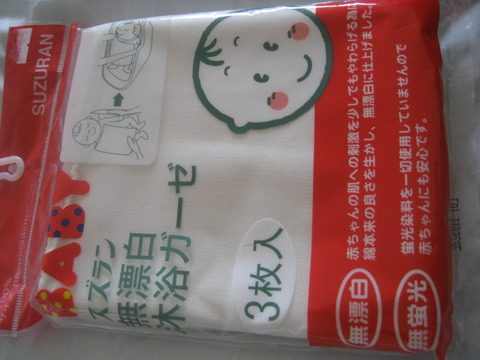 SUZURAN
BABY
スズラン
無漂白
沐浴ガーゼ
3枚入
赤ちゃんの肌への刺激を少しでもやわらげる為に
綿本来の良さを生かし、無漂白に仕上げました。
無漂白
蛍光染料を一切使用していませんので
赤ちゃんにも安心です。
無蛍光